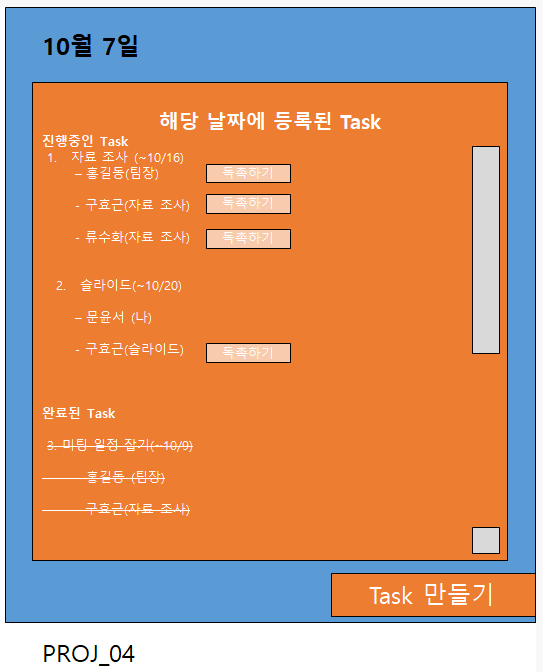 10월 7일
해당 날짜에 등록된 Task
진행중인 Task
1. 자료 조사 (~10/16)
– 홍길동(팀장) 독촉하기
- 구효근(자료 조사) 독촉하기
- 류수화(자료 조사) 독촉하기
2. 슬라이드(~10/20)
– 문윤서 (나)
- 구효근(슬라이드) 독촉하기
완료된 Task
3. 미팅 일정 잡기(~10/9)
홍길동 (팀장)
구효근(자료 조사)
Task 만들기
PROJ_04